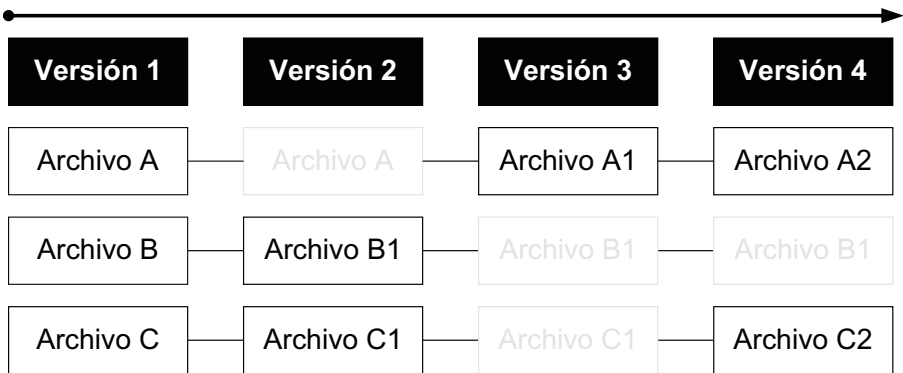 Versión 1 Versión 2 Versión 3 Versión 4
Archivo A Archivo A Archivo A1 Archivo A2
Archivo B Archivo B1 Archivo B1 Archivo B1
Archivo C Archivo C1 Archivo C1 Archivo C2